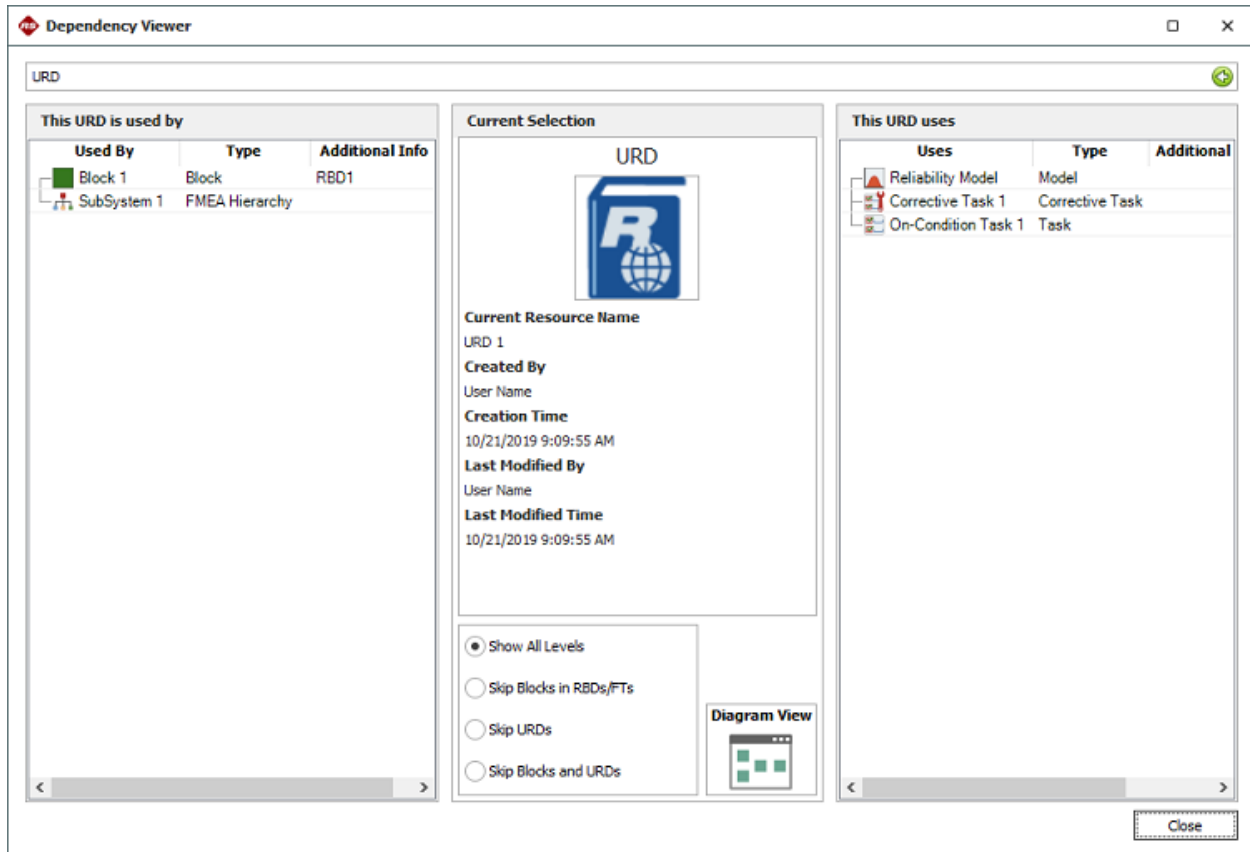 Dependency Viewer
URD
This URD is used by
Used By Type Additional Info
Block 1 Block RBD1
SubSystem 1 FMEA Hierarchy
Current Selection
URD
R
Current Resource Name
URD 1
Created By
User Name
Creation Time
10/21/2019 9:09:55 AM
Last Modified By
User Name
Last Modified Time
10/21/2019 9:09:55 AM
Show All Levels
Skip Blocks in RBDs/FTs
Skip URDs
Skip Blocks and URDs
Diagram View
This URD uses
Uses Type Additional
Reliability Model Model
Corrective Task 1 Corrective Task
On-Condition Task 1 Task
Close